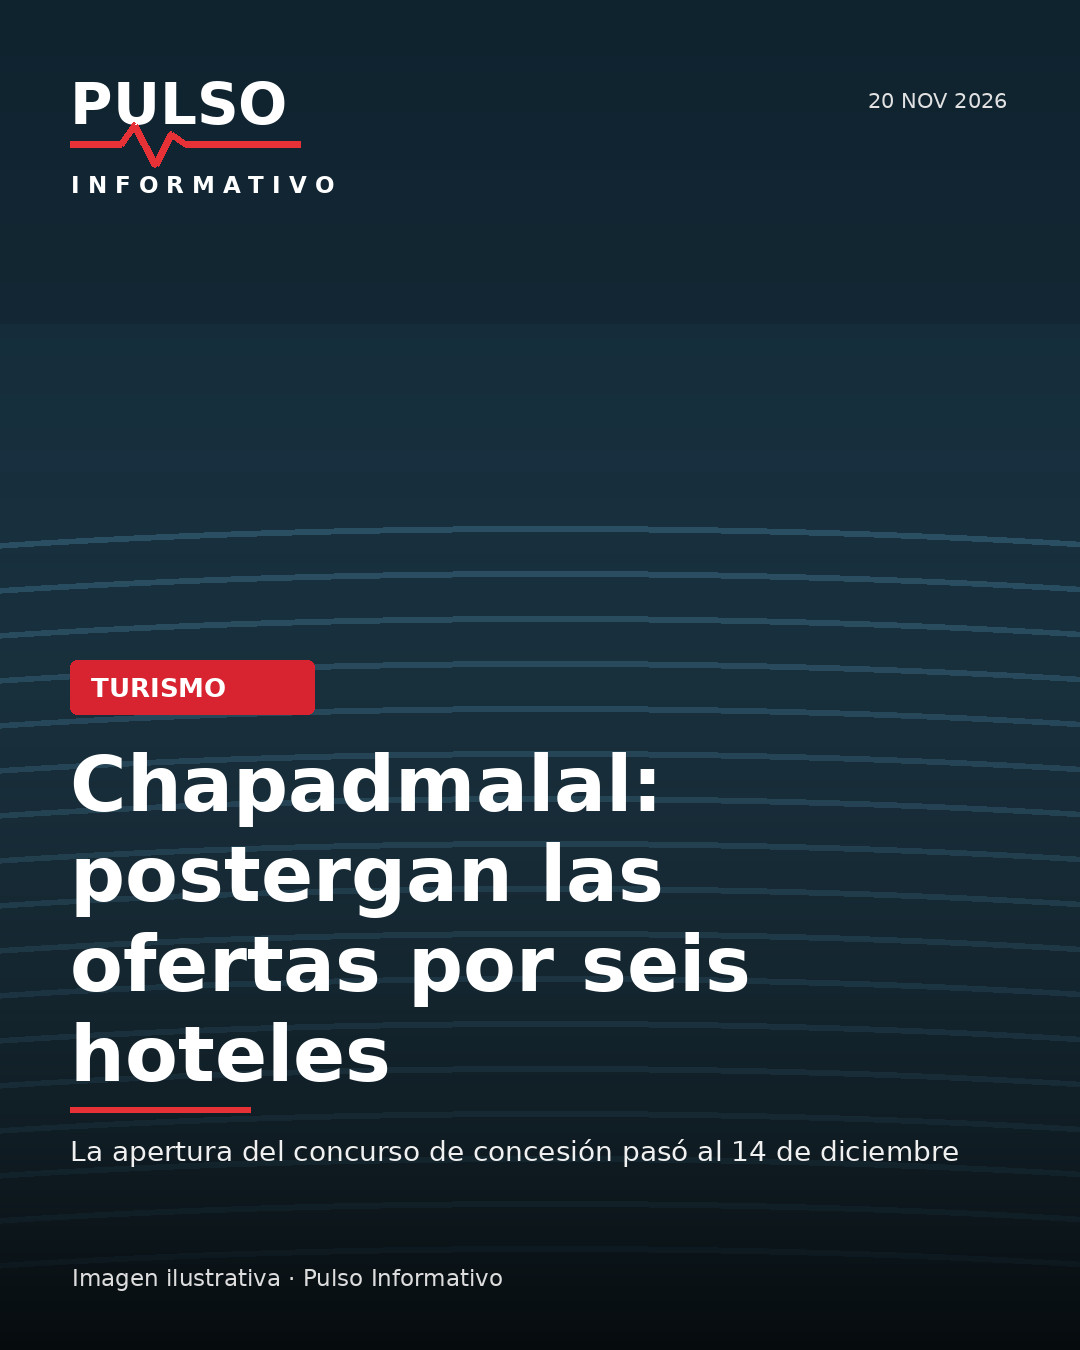 PULSO
INFORMATIVO
20 NOV 2026
TURISMO
Chapadmalal:
postergan las
ofertas por seis
hoteles
La apertura del concurso de concesión pasó al 14 de diciembre
Imagen ilustrativa · Pulso Informativo